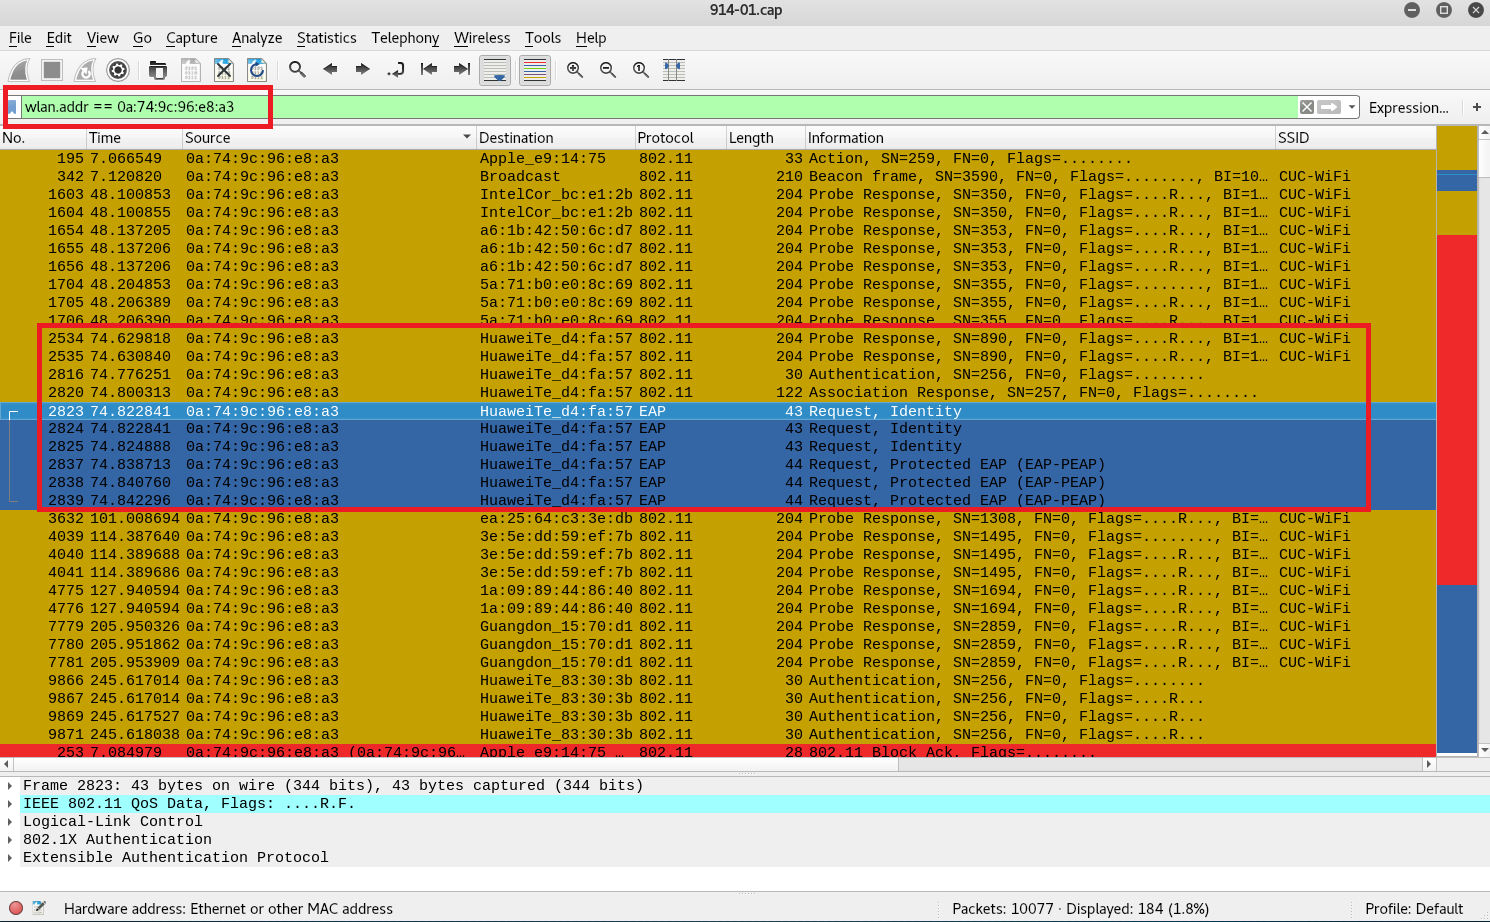 914-01.cap
File Edit View Go Capture Analyze Statistics Telephony Wireless Tools Help
wlan.addr == 0a:74:9c:96:e8:a3 Expression... +
No. Time Source Destination Protocol Length Information SSID
195 7.066549 0a:74:9c:96:e8:a3 Apple_e9:14:75 802.11 33 Action, SN=259, FN=0, Flags=........
342 7.120820 0a:74:9c:96:e8:a3 Broadcast 802.11 210 Beacon frame, SN=3590, FN=0, Flags=........, BI=10… CUC-WiFi
1603 48.100853 0a:74:9c:96:e8:a3 IntelCor_bc:e1:2b 802.11 204 Probe Response, SN=350, FN=0, Flags=....R..., BI=1… CUC-WiFi
1604 48.100855 0a:74:9c:96:e8:a3 IntelCor_bc:e1:2b 802.11 204 Probe Response, SN=350, FN=0, Flags=....R..., BI=1… CUC-WiFi
1654 48.137205 0a:74:9c:96:e8:a3 a6:1b:42:50:6c:d7 802.11 204 Probe Response, SN=353, FN=0, Flags=....R..., BI=1… CUC-WiFi
1655 48.137206 0a:74:9c:96:e8:a3 a6:1b:42:50:6c:d7 802.11 204 Probe Response, SN=353, FN=0, Flags=....R..., BI=1… CUC-WiFi
1656 48.137206 0a:74:9c:96:e8:a3 a6:1b:42:50:6c:d7 802.11 204 Probe Response, SN=353, FN=0, Flags=....R..., BI=1… CUC-WiFi
1704 48.204853 0a:74:9c:96:e8:a3 5a:71:b0:e0:8c:69 802.11 204 Probe Response, SN=355, FN=0, Flags=....R..., BI=1… CUC-WiFi
1705 48.206389 0a:74:9c:96:e8:a3 5a:71:b0:e0:8c:69 802.11 204 Probe Response, SN=355, FN=0, Flags=....R..., BI=1… CUC-WiFi
1706 48.206390 0a:74:9c:96:e8:a3 5a:71:b0:e0:8c:69 802.11 204 Probe Response, SN=355, FN=0, Flags=....R..., BI=1… CUC-WiFi
2534 74.629818 0a:74:9c:96:e8:a3 HuaweiTe_d4:fa:57 802.11 204 Probe Response, SN=890, FN=0, Flags=....R..., BI=1… CUC-WiFi
2535 74.630840 0a:74:9c:96:e8:a3 HuaweiTe_d4:fa:57 802.11 204 Probe Response, SN=890, FN=0, Flags=....R..., BI=1… CUC-WiFi
2816 74.776251 0a:74:9c:96:e8:a3 HuaweiTe_d4:fa:57 802.11 30 Authentication, SN=256, FN=0, Flags=........
2820 74.800313 0a:74:9c:96:e8:a3 HuaweiTe_d4:fa:57 802.11 122 Association Response, SN=257, FN=0, Flags=........
2823 74.822841 0a:74:9c:96:e8:a3 HuaweiTe_d4:fa:57 EAP 43 Request, Identity
2824 74.822841 0a:74:9c:96:e8:a3 HuaweiTe_d4:fa:57 EAP 43 Request, Identity
2825 74.824888 0a:74:9c:96:e8:a3 HuaweiTe_d4:fa:57 EAP 43 Request, Identity
2837 74.838713 0a:74:9c:96:e8:a3 HuaweiTe_d4:fa:57 EAP 44 Request, Protected EAP (EAP-PEAP)
2838 74.840760 0a:74:9c:96:e8:a3 HuaweiTe_d4:fa:57 EAP 44 Request, Protected EAP (EAP-PEAP)
2839 74.842296 0a:74:9c:96:e8:a3 HuaweiTe_d4:fa:57 EAP 44 Request, Protected EAP (EAP-PEAP)
3632 101.008694 0a:74:9c:96:e8:a3 ea:25:64:c3:3e:db 802.11 204 Probe Response, SN=1308, FN=0, Flags=....R..., BI=… CUC-WiFi
4039 114.387640 0a:74:9c:96:e8:a3 3e:5e:dd:59:ef:7b 802.11 204 Probe Response, SN=1495, FN=0, Flags=........, BI=… CUC-WiFi
4040 114.389688 0a:74:9c:96:e8:a3 3e:5e:dd:59:ef:7b 802.11 204 Probe Response, SN=1495, FN=0, Flags=....R..., BI=… CUC-WiFi
4041 114.389686 0a:74:9c:96:e8:a3 3e:5e:dd:59:ef:7b 802.11 204 Probe Response, SN=1495, FN=0, Flags=....R..., BI=… CUC-WiFi
4775 127.940594 0a:74:9c:96:e8:a3 1a:09:89:44:86:40 802.11 204 Probe Response, SN=1694, FN=0, Flags=....R..., BI=… CUC-WiFi
4776 127.940594 0a:74:9c:96:e8:a3 1a:09:89:44:86:40 802.11 204 Probe Response, SN=1694, FN=0, Flags=....R..., BI=… CUC-WiFi
7779 205.950326 0a:74:9c:96:e8:a3 Guangdon_15:70:d1 802.11 204 Probe Response, SN=2859, FN=0, Flags=....R..., BI=… CUC-WiFi
7780 205.951862 0a:74:9c:96:e8:a3 Guangdon_15:70:d1 802.11 204 Probe Response, SN=2859, FN=0, Flags=....R..., BI=… CUC-WiFi
7781 205.953909 0a:74:9c:96:e8:a3 Guangdon_15:70:d1 802.11 204 Probe Response, SN=2859, FN=0, Flags=....R..., BI=… CUC-WiFi
9866 245.617014 0a:74:9c:96:e8:a3 HuaweiTe_83:30:3b 802.11 30 Authentication, SN=256, FN=0, Flags=........
9867 245.617014 0a:74:9c:96:e8:a3 HuaweiTe_83:30:3b 802.11 30 Authentication, SN=256, FN=0, Flags=....R...
9869 245.617527 0a:74:9c:96:e8:a3 HuaweiTe_83:30:3b 802.11 30 Authentication, SN=256, FN=0, Flags=....R...
9871 245.618038 0a:74:9c:96:e8:a3 HuaweiTe_83:30:3b 802.11 30 Authentication, SN=256, FN=0, Flags=....R...
253 7.084979 0a:74:9c:96:e8:a3 (0a:74:9c:96… Apple_e9:14:75 … 802.11 28 802.11 Block Ack, Flags=........
Frame 2823: 43 bytes on wire (344 bits), 43 bytes captured (344 bits)
IEEE 802.11 QoS Data, Flags: ....R.F.
Logical-Link Control
802.1X Authentication
Extensible Authentication Protocol
Hardware address: Ethernet or other MAC address Packets: 10077 · Displayed: 184 (1.8%) Profile: Default